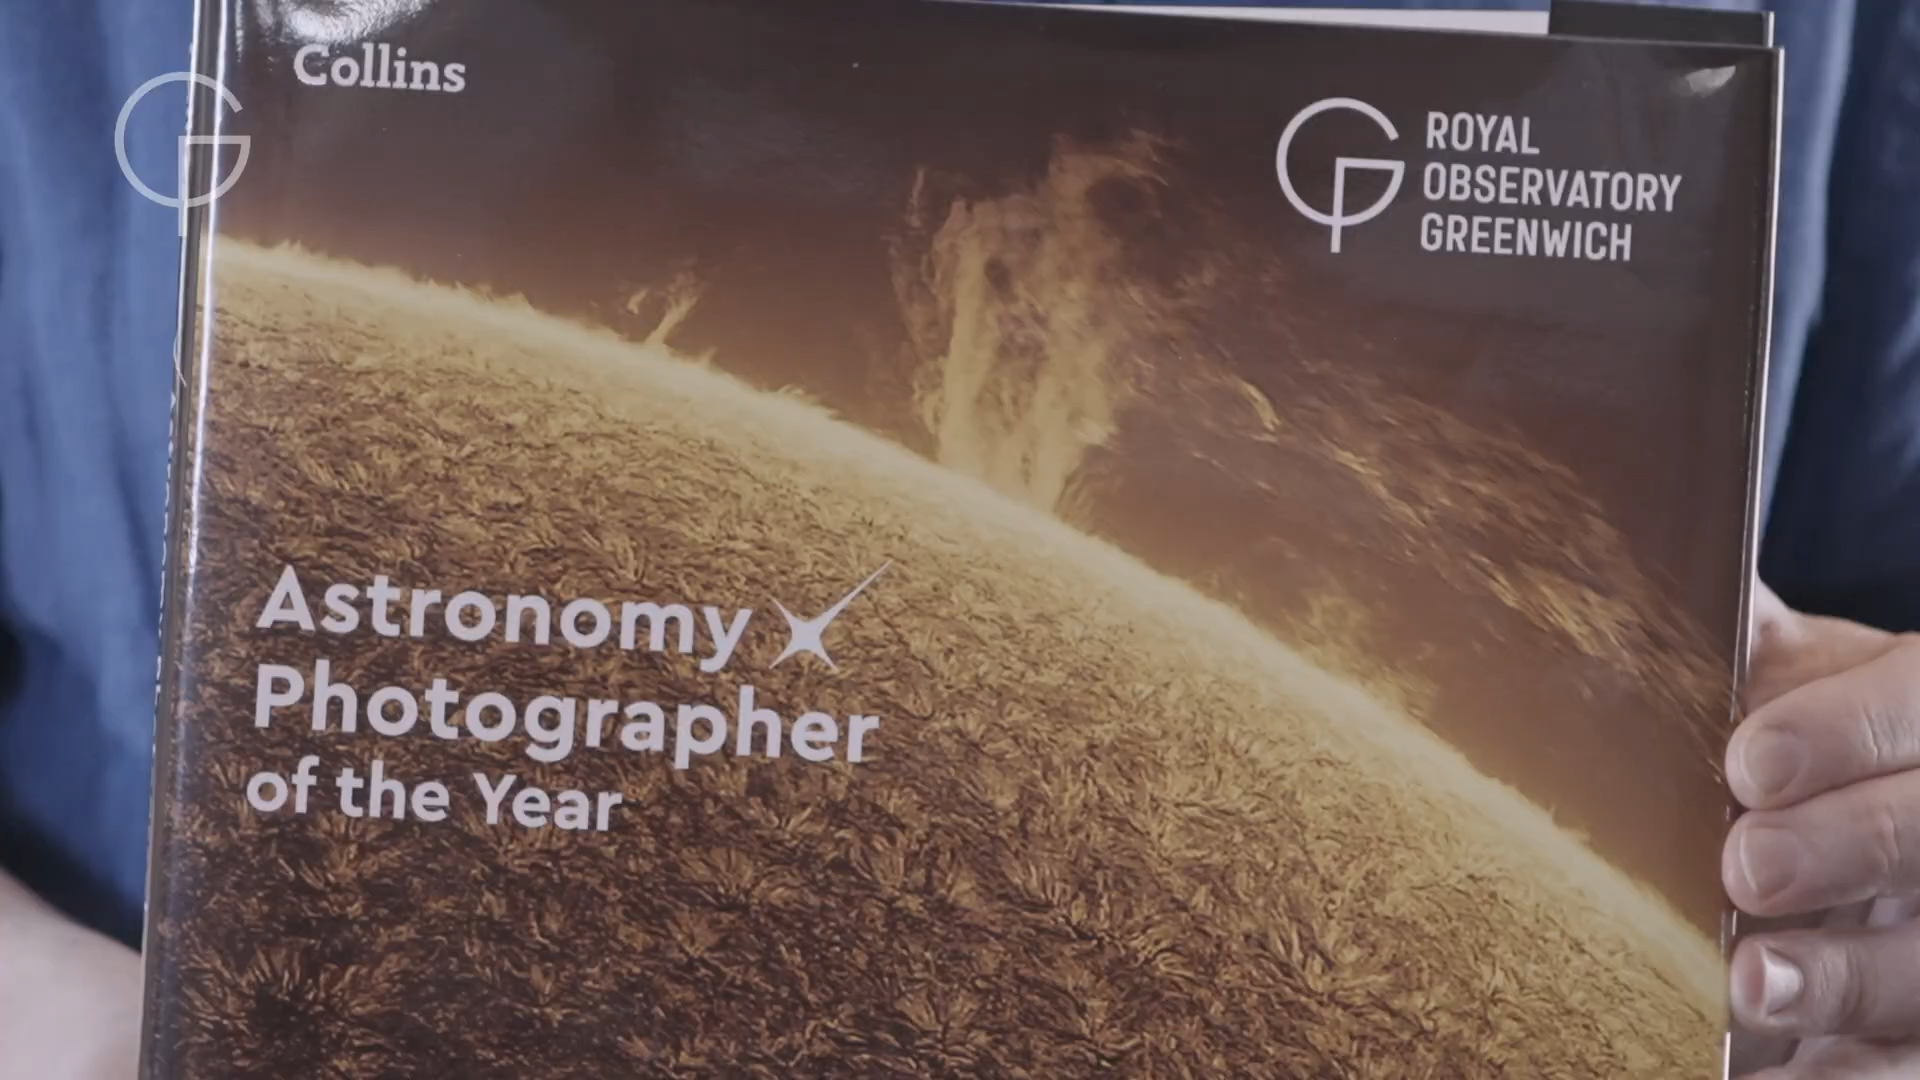 Collins
ROYAL
OBSERVATORY
GREENWICH
Astronomy
Photographer
of the Year